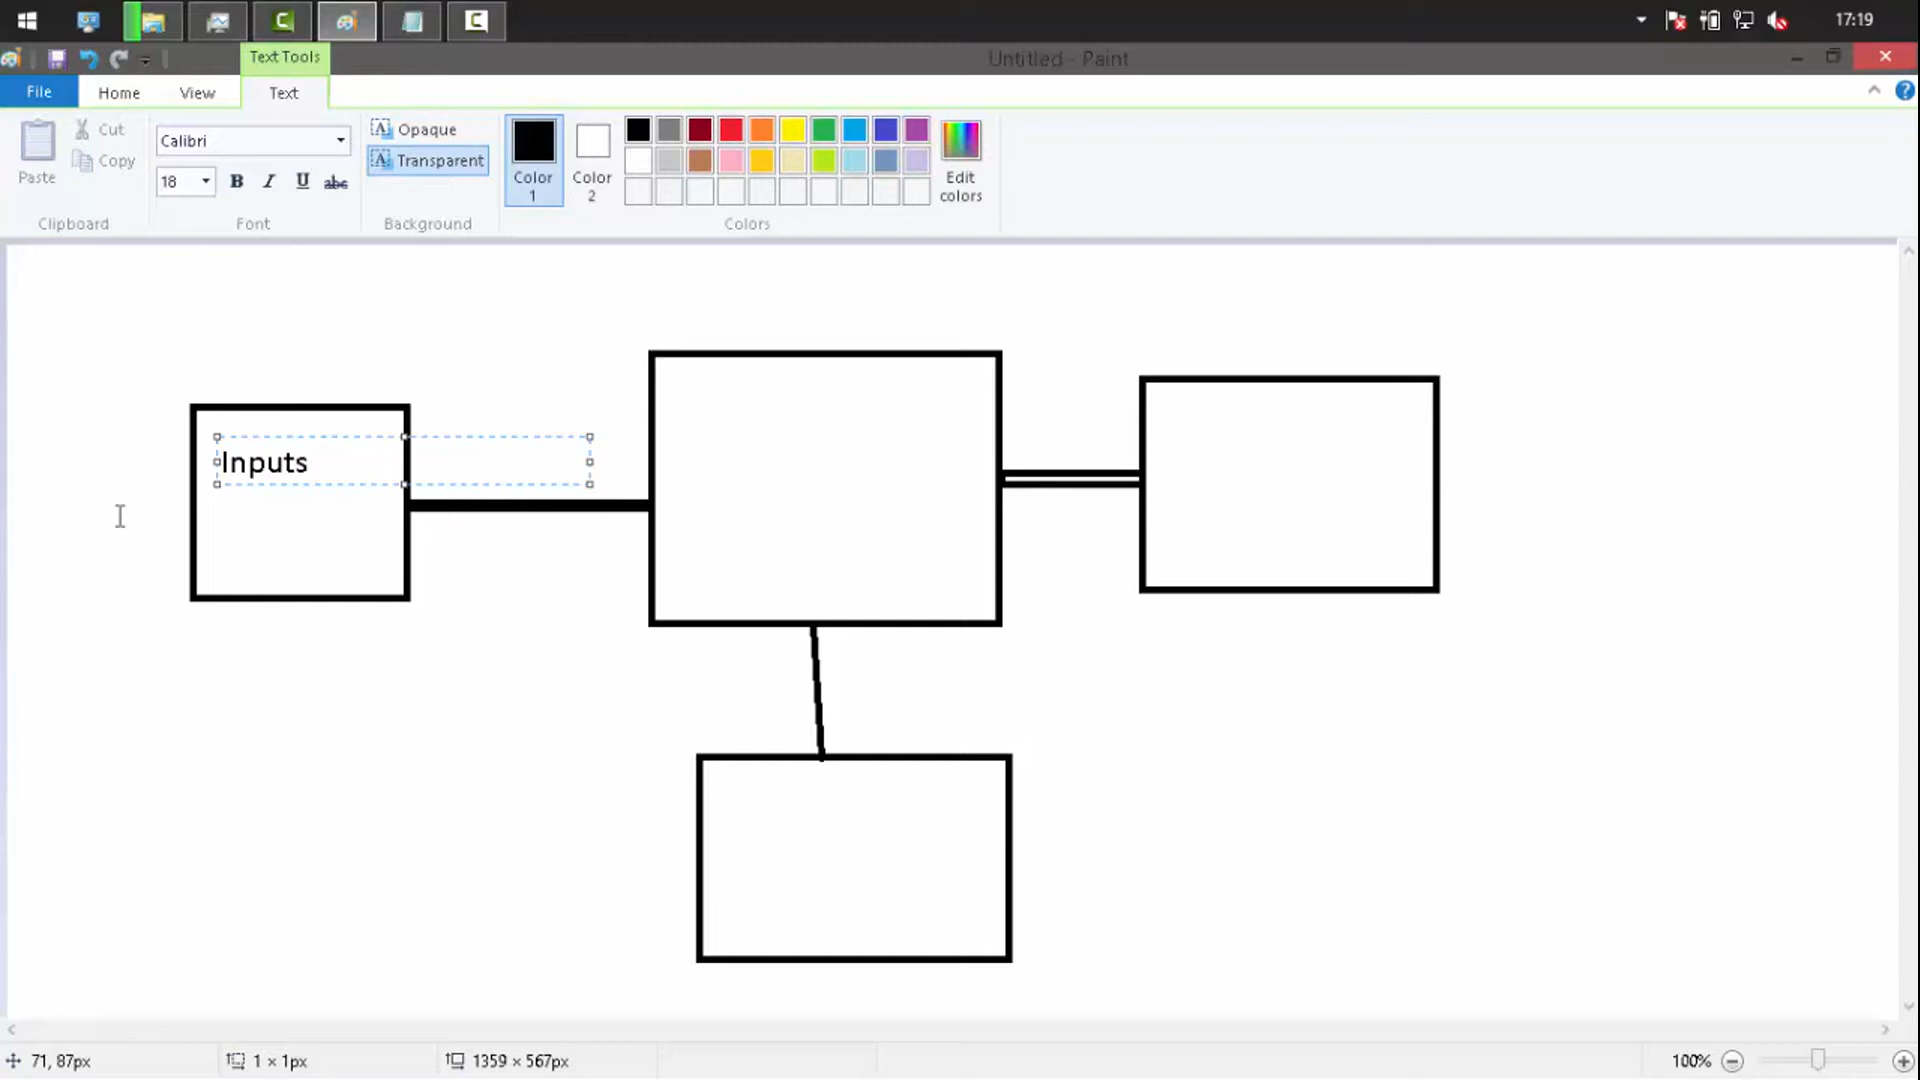 17:19
Text Tools
Untitled - Paint
File
Home
View
Text
Paste
Cut
Copy
Clipboard
Calibri
18
B I U abc
Font
Opaque
Transparent
Background
Color
1
Color
2
Colors
Edit
colors
Inputs
71, 87px
1 × 1px
1359 × 567px
100%